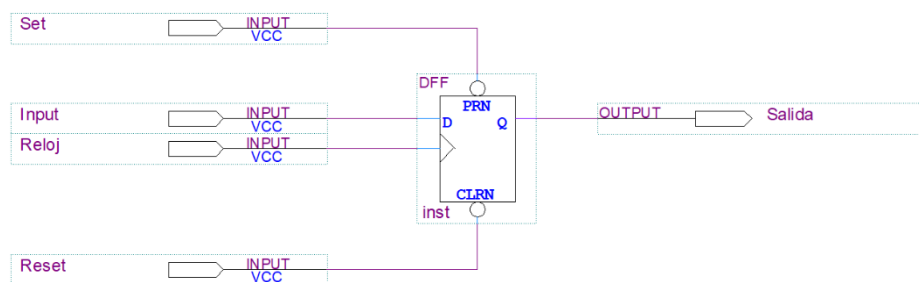 Set
INPUT
VCC
DFF
PRN
Input
INPUT
VCC
D
Q
OUTPUT
Salida
Reloj
INPUT
VCC
CLRN
inst
Reset
INPUT
VCC